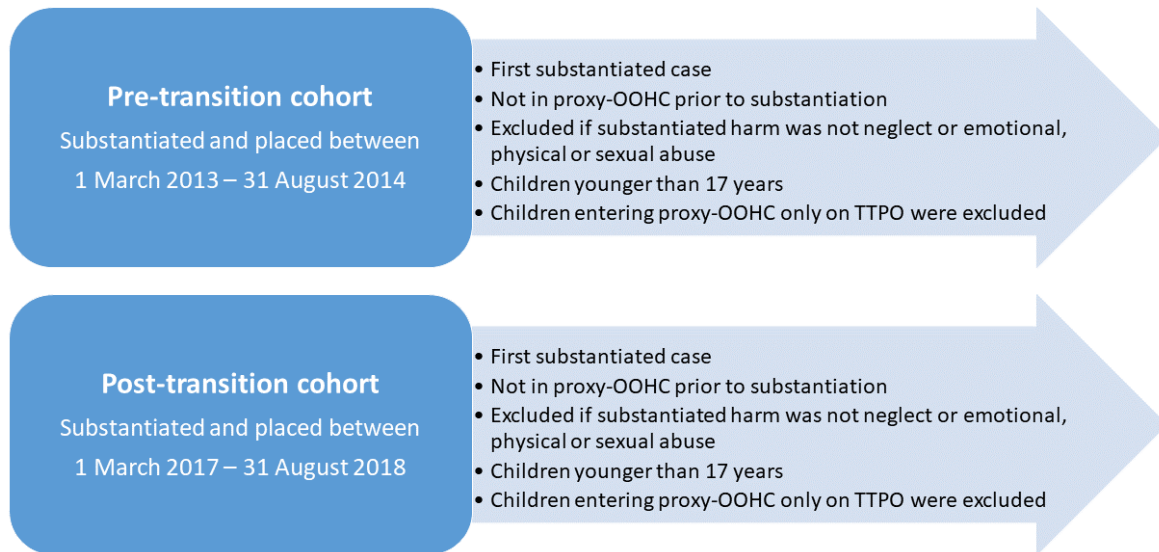 Pre-transition cohort
Substantiated and placed between
1 March 2013 – 31 August 2014
• First substantiated case
• Not in proxy-OOHC prior to substantiation
• Excluded if substantiated harm was not neglect or emotional,
physical or sexual abuse
• Children younger than 17 years
• Children entering proxy-OOHC only on TTPO were excluded
Post-transition cohort
Substantiated and placed between
1 March 2017 – 31 August 2018
• First substantiated case
• Not in proxy-OOHC prior to substantiation
• Excluded if substantiated harm was not neglect or emotional,
physical or sexual abuse
• Children younger than 17 years
• Children entering proxy-OOHC only on TTPO were excluded